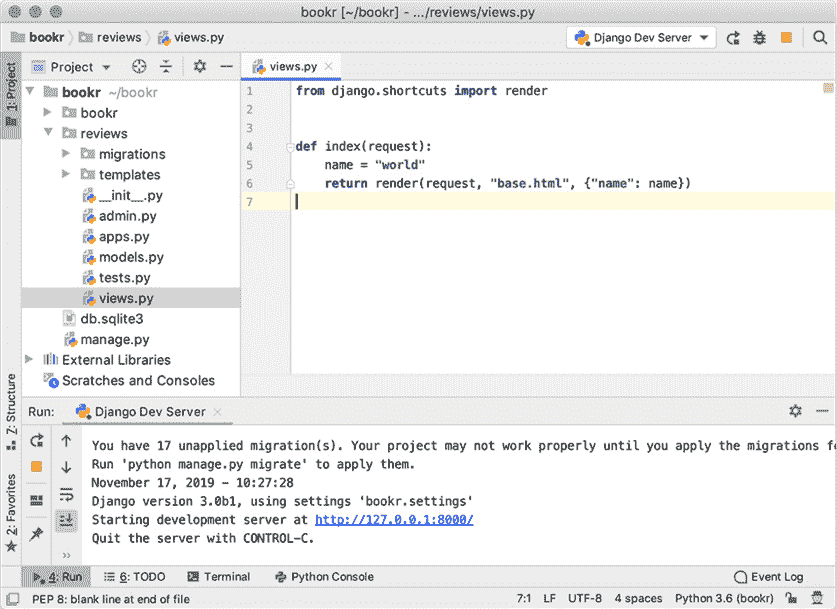 bookr [~/bookr] - .../reviews/views.py
bookr reviews views.py
Django Dev Server
1: Project
Project
views.py
bookr ~/bookr
bookr
reviews
migrations
templates
__init__.py
admin.py
apps.py
models.py
tests.py
views.py
db.sqlite3
manage.py
External Libraries
Scratches and Consoles
1 from django.shortcuts import render
2
3
4 def index(request):
5 name = "world"
6 return render(request, "base.html", {"name": name})
7
Z: Structure
2: Favorites
Run: Django Dev Server
You have 17 unapplied migration(s). Your project may not work properly until you apply the migrations
Run 'python manage.py migrate' to apply them.
November 17, 2019 - 10:27:28
Django version 3.0b1, using settings 'bookr.settings'
Starting development server at http://127.0.0.1:8000/
Quit the server with CONTROL-C.
4: Run 6: TODO Terminal Python Console Event Log
PEP 8: blank line at end of file 7:1 LF UTF-8 4 spaces Python 3.6 (bookr)